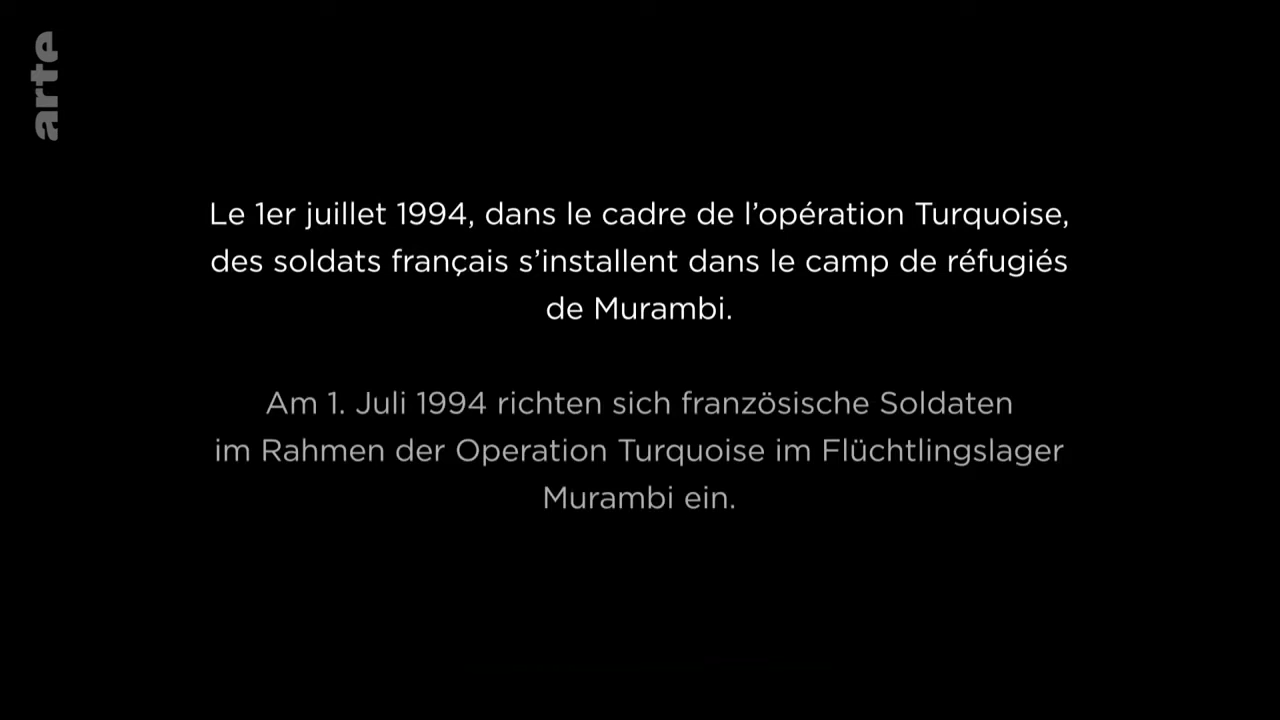 arte
Le 1er juillet 1994, dans le cadre de l’opération Turquoise,
des soldats français s’installent dans le camp de réfugiés
de Murambi.
Am 1. Juli 1994 richten sich französische Soldaten
im Rahmen der Operation Turquoise im Flüchtlingslager
Murambi ein.